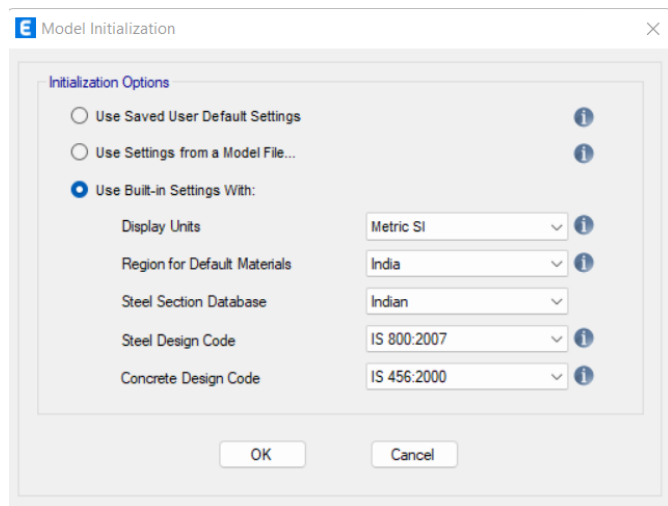 E Model Initialization
Initialization Options
Use Saved User Default Settings
Use Settings from a Model File...
Use Built-in Settings With:
Display Units Metric SI
Region for Default Materials India
Steel Section Database Indian
Steel Design Code IS 800:2007
Concrete Design Code IS 456:2000
OK Cancel